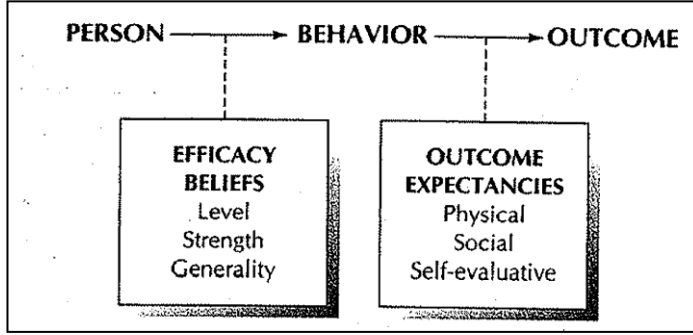 PERSON BEHAVIOR OUTCOME
EFFICACY
BELIEFS
Level
Strength
Generality
OUTCOME
EXPECTANCIES
Physical
Social
Self-evaluative